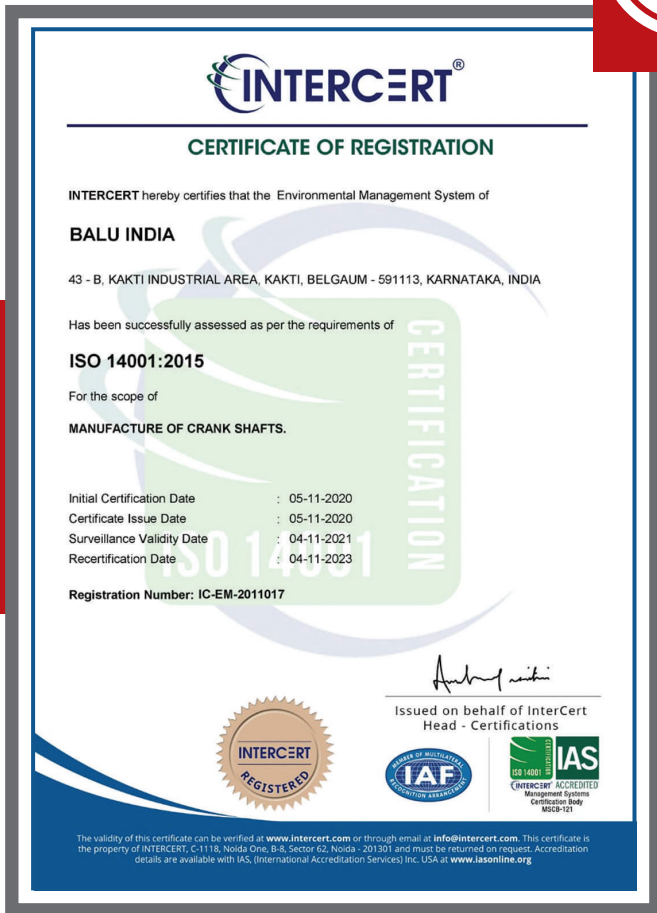 INTERCERT®
CERTIFICATE OF REGISTRATION
INTERCERT hereby certifies that the Environmental Management System of
BALU INDIA
43 - B, KAKTI INDUSTRIAL AREA, KAKTI, BELGAUM - 591113, KARNATAKA, INDIA
Has been successfully assessed as per the requirements of
ISO 14001:2015
For the scope of
MANUFACTURE OF CRANK SHAFTS.
Initial Certification Date : 05-11-2020
Certificate Issue Date : 05-11-2020
Surveillance Validity Date : 04-11-2021
Recertification Date : 04-11-2023
CERTIFICATION
ISO 14001
Registration Number: IC-EM-2011017
Issued on behalf of InterCert
Head - Certifications
INTERCERT
REGISTERED
MEMBER OF MULTILATERAL
IAF
RECOGNITION ARRANGEMENT
CERTIFICATION
ISO 14001
IAS
INTERCERT ACCREDITED
Management Systems
Certification Body
MSCB-121
The validity of this certificate can be verified at www.intercert.com or through email at info@intercert.com. This certificate is
the property of INTERCERT, C-1118, Noida One, B-8, Sector 62, Noida - 201301 and must be returned on request. Accreditation
details are available with IAS, (International Accreditation Services) Inc. USA at www.iasonline.org